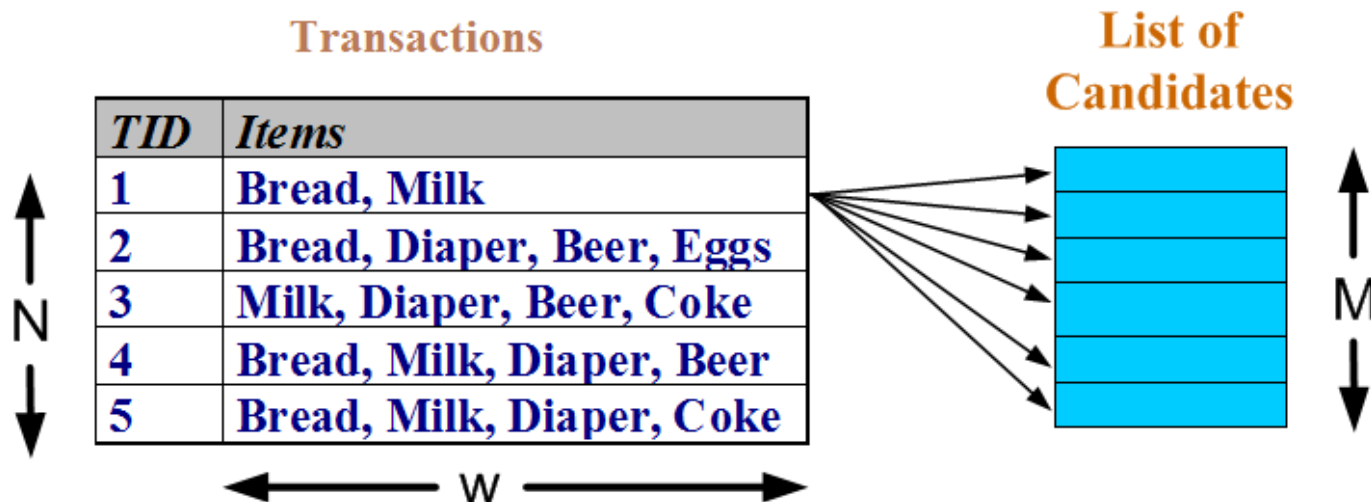 Transactions
List of
Candidates
TID Items
1 Bread, Milk
2 Bread, Diaper, Beer, Eggs
3 Milk, Diaper, Beer, Coke
4 Bread, Milk, Diaper, Beer
5 Bread, Milk, Diaper, Coke
N
M
w